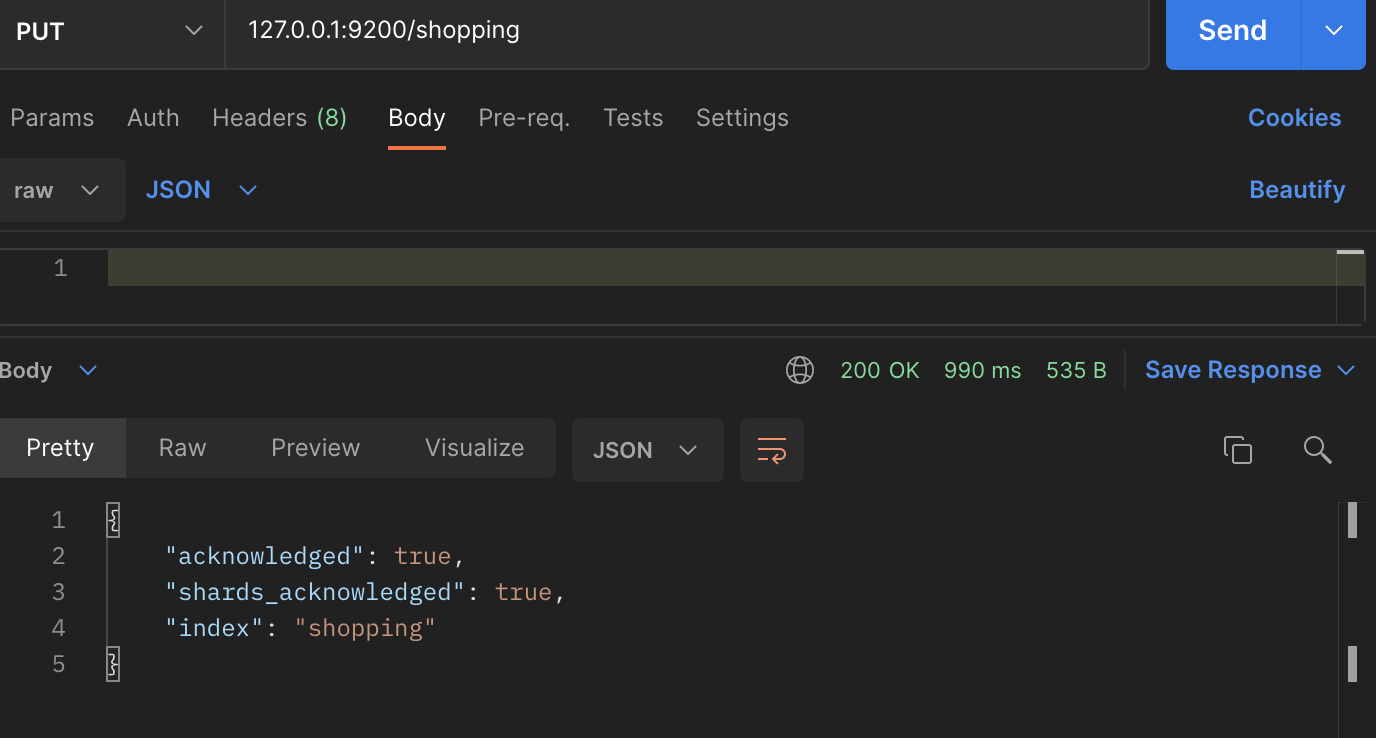 PUT 127.0.0.1:9200/shopping Send
Params Auth Headers (8) Body Pre-req. Tests Settings Cookies
raw JSON Beautify
1
Body 200 OK 990 ms 535 B Save Response
Pretty Raw Preview Visualize JSON
1 {
2 "acknowledged": true,
3 "shards_acknowledged": true,
4 "index": "shopping"
5 }